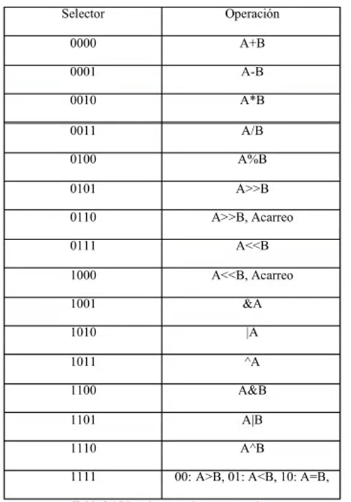 Selector Operación
0000 A+B
0001 A-B
0010 A*B
0011 A/B
0100 A%B
0101 A>>B
0110 A>>B, Acarreo
0111 A<<B
1000 A<<B, Acarreo
1001 &A
1010 |A
1011 ^A
1100 A&B
1101 A|B
1110 A^B
1111 00: A>B, 01: A<B, 10: A=B,